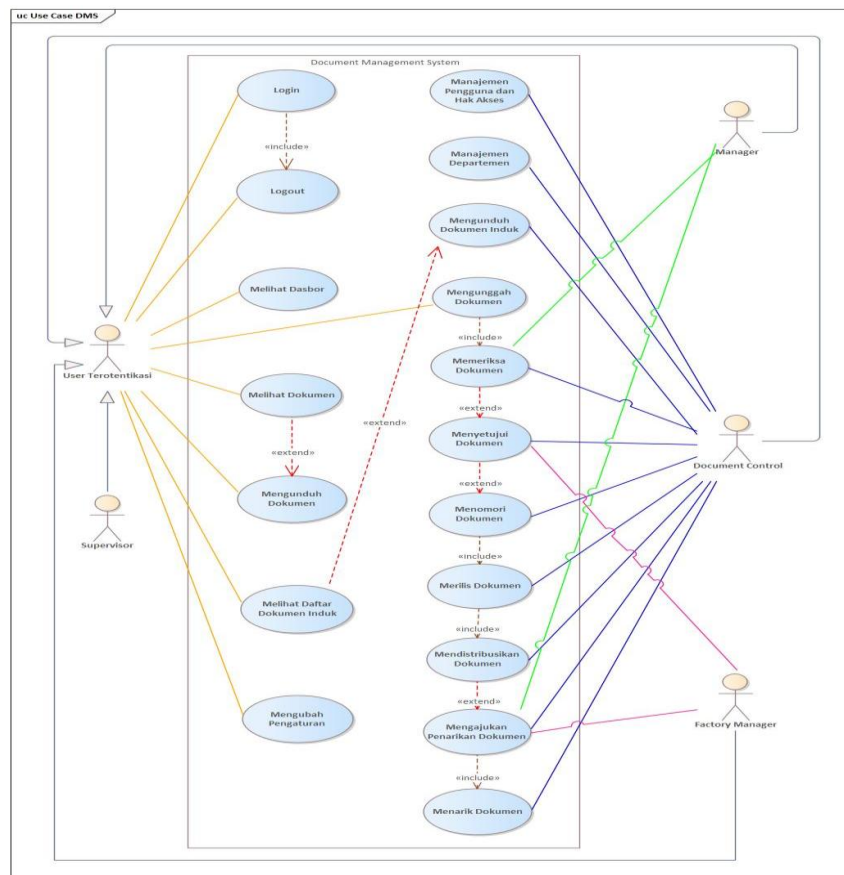 uc Use Case DMS
Document Management System
Login
«include»
Logout
Melihat Dasbor
Melihat Dokumen
«extend»
Mengunduh
Dokumen
Melihat Daftar
Dokumen Induk
Mengubah
Pengaturan
«extend»
Manajemen
Pengguna dan
Hak Akses
Manajemen
Departemen
Mengunduh
Dokumen Induk
Mengunggah
Dokumen
«include»
Memeriksa
Dokumen
«extend»
Menyetujui
Dokumen
«extend»
Menomori
Dokumen
«include»
Merilis Dokumen
«include»
Mendistribusikan
Dokumen
«extend»
Mengajukan
Penarikan Dokumen
«include»
Menarik Dokumen
User Terotentikasi
Supervisor
Manager
Document Control
Factory Manager